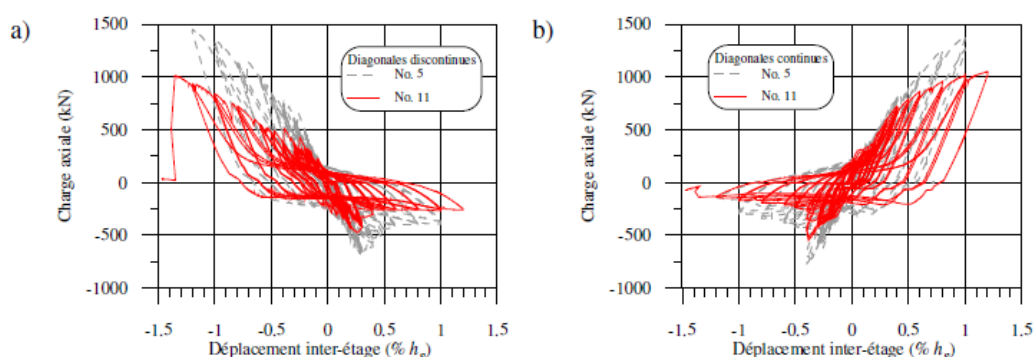 a)
Charge axiale (kN)
1500
1000
500
0
-500
-1000
Diagonales discontinues
No. 5
No. 11
-1.5 -1 -0.5 0 0.5 1 1.5
Déplacement inter-étage (% hs)
b)
Charge axiale (kN)
1500
1000
500
0
-500
-1000
Diagonales continues
No. 5
No. 11
-1.5 -1 -0.5 0 0.5 1 1.5
Déplacement inter-étage (% hs)